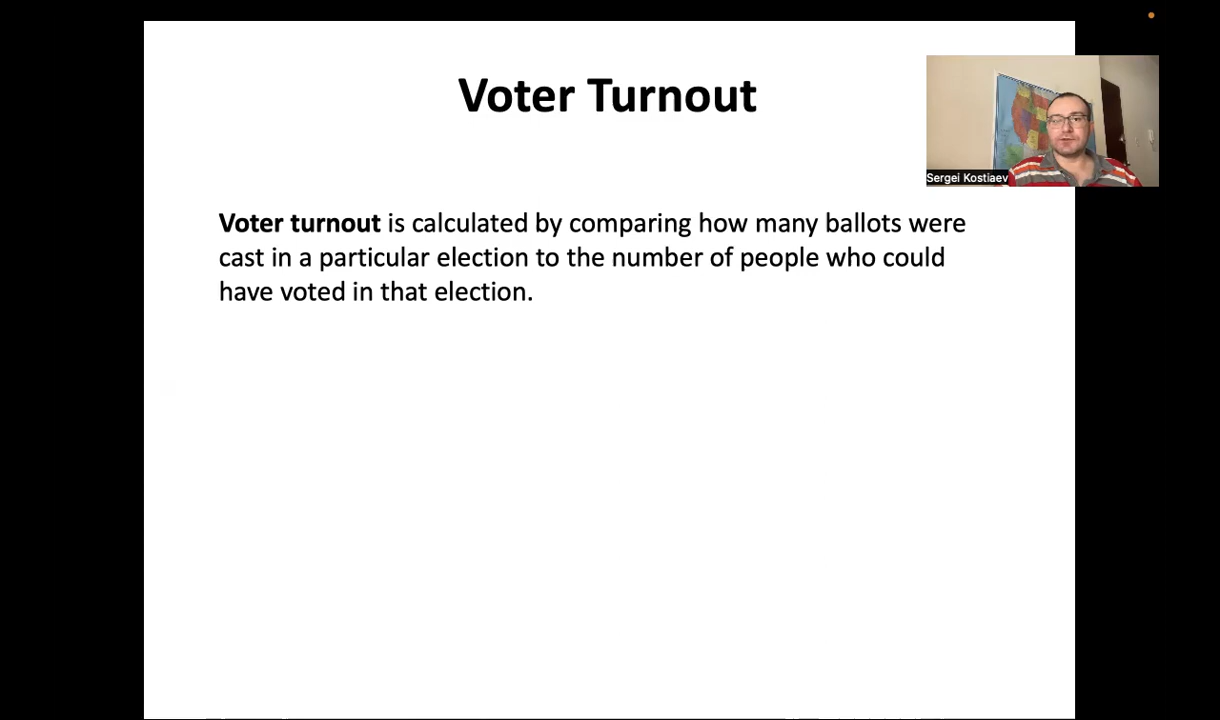 Voter Turnout
Sergei Kostiaev
Voter turnout is calculated by comparing how many ballots were
cast in a particular election to the number of people who could
have voted in that election.